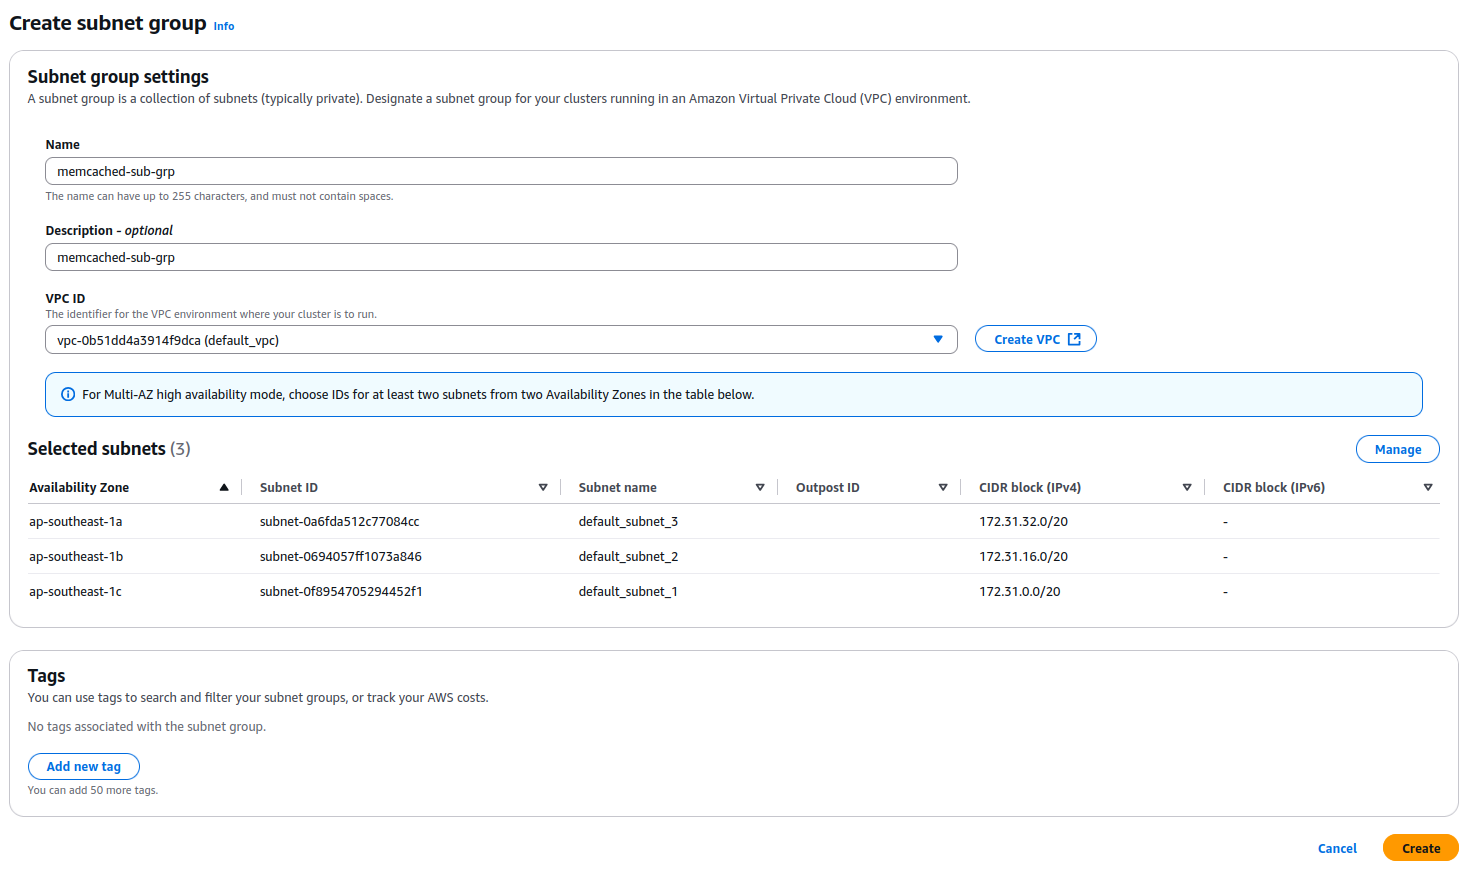 Create subnet group Info
Subnet group settings
A subnet group is a collection of subnets (typically private). Designate a subnet group for your clusters running in an Amazon Virtual Private Cloud (VPC) environment.
Name
memcached-sub-grp
The name can have up to 255 characters, and must not contain spaces.
Description - optional
memcached-sub-grp
VPC ID
The identifier for the VPC environment where your cluster is to run.
vpc-0b51dd4a3914f9dca (default_vpc) Create VPC
For Multi-AZ high availability mode, choose IDs for at least two subnets from two Availability Zones in the table below.
Selected subnets (3) Manage
Availability Zone Subnet ID Subnet name Outpost ID CIDR block (IPv4) CIDR block (IPv6)
ap-southeast-1a subnet-0a6fda512c77084cc default_subnet_3 172.31.32.0/20 -
ap-southeast-1b subnet-0694057ff1073a846 default_subnet_2 172.31.16.0/20 -
ap-southeast-1c subnet-0f8954705294452f1 default_subnet_1 172.31.0.0/20 -
Tags
You can use tags to search and filter your subnet groups, or track your AWS costs.
No tags associated with the subnet group.
Add new tag
You can add 50 more tags.
Cancel Create